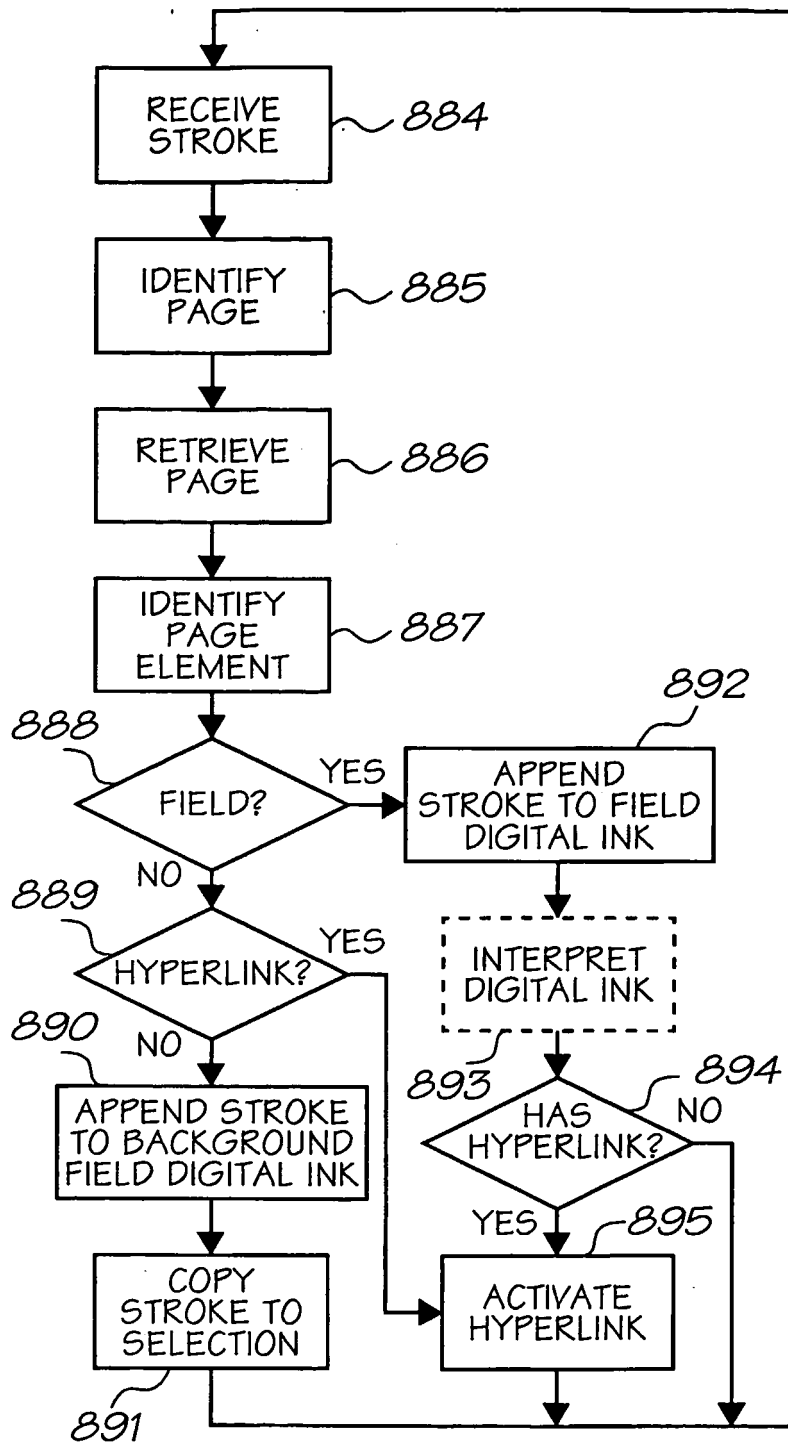 RECEIVE
STROKE
884
IDENTIFY
PAGE
885
RETRIEVE
PAGE
886
IDENTIFY
PAGE
ELEMENT
887
888
FIELD?
YES
NO
892
APPEND
STROKE TO FIELD
DIGITAL INK
889
HYPERLINK?
YES
NO
INTERPRET
DIGITAL INK
893
890
APPEND STROKE
TO BACKGROUND
FIELD DIGITAL INK
894
HAS
HYPERLINK?
NO
YES
895
COPY
STROKE TO
SELECTION
891
ACTIVATE
HYPERLINK